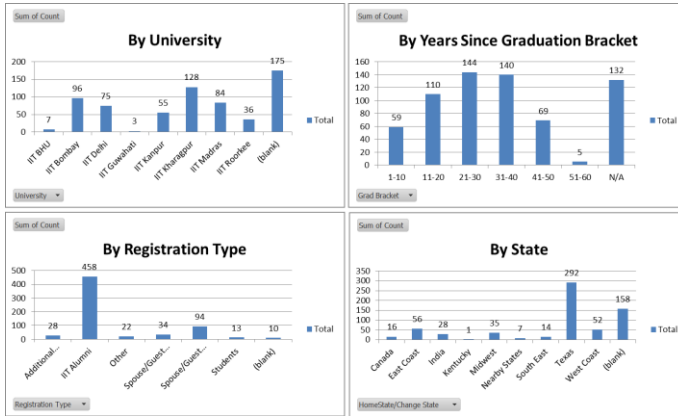 Sum of Count
By University
200
150
100
50
0
7
96
75
3
55
128
84
36
175
IIT BHU
IIT Bombay
IIT Delhi
IIT Guwahati
IIT Kanpur
IIT Kharagpur
IIT Madras
IIT Roorkee
(blank)
Total
University
Sum of Count
By Years Since Graduation Bracket
160
140
120
100
80
60
40
20
0
59
110
144
140
69
5
132
1-10
11-20
21-30
31-40
41-50
51-60
N/A
Total
Grad Bracket
Sum of Count
By Registration Type
500
400
300
200
100
0
28
458
22
34
94
13
10
Additional...
IIT Alumni
Other
Spouse/Guest...
Spouse/Guest...
Students
(blank)
Total
Registration Type
Sum of Count
By State
350
300
250
200
150
100
50
0
16
56
28
1
35
7
14
292
52
158
Canada
East Coast
India
Kentucky
Midwest
Nearby States
South East
Texas
West Coast
(blank)
Total
HomeState/Change State